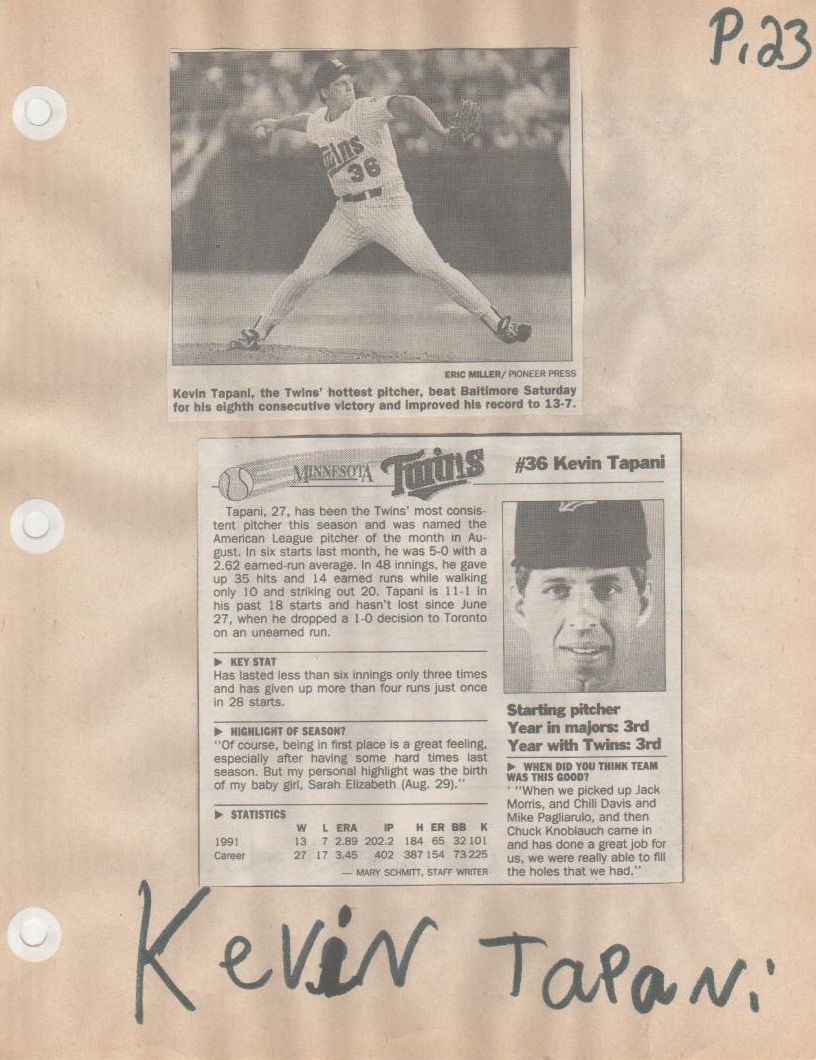 P. 23
Twins
36
ERIC MILLER/ PIONEER PRESS
Kevin Tapani, the Twins' hottest pitcher, beat Baltimore Saturday
for his eighth consecutive victory and improved his record to 13-7.
MINNESOTA Twins
#36 Kevin Tapani
Tapani, 27, has been the Twins' most consis-
tent pitcher this season and was named the
American League pitcher of the month in Au-
gust. In six starts last month, he was 5-0 with a
2.62 earned-run average. In 48 innings, he gave
up 35 hits and 14 earned runs while walking
only 10 and striking out 20. Tapani is 11-1 in
his past 18 starts and hasn't lost since June
27, when he dropped a 1-0 decision to Toronto
on an unearned run.
▶ KEY STAT
Has lasted less than six innings only three times
and has given up more than four runs just once
in 28 starts.
▶ HIGHLIGHT OF SEASON?
"Of course, being in first place is a great feeling,
especially after having some hard times last
season. But my personal highlight was the birth
of my baby girl, Sarah Elizabeth (Aug. 29)."
▶ STATISTICS
W L ERA IP H ER BB K
1991 13 7 2.89 202.2 184 65 32 101
Career 27 17 3.45 402 387 154 73 225
— MARY SCHMITT, STAFF WRITER
Starting pitcher
Year in majors: 3rd
Year with Twins: 3rd
▶ WHEN DID YOU THINK TEAM
WAS THIS GOOD?
' "When we picked up Jack
Morris, and Chili Davis and
Mike Pagliarulo, and then
Chuck Knoblauch came in
and has done a great job for
us, we were really able to fill
the holes that we had."
Kevin Tapani